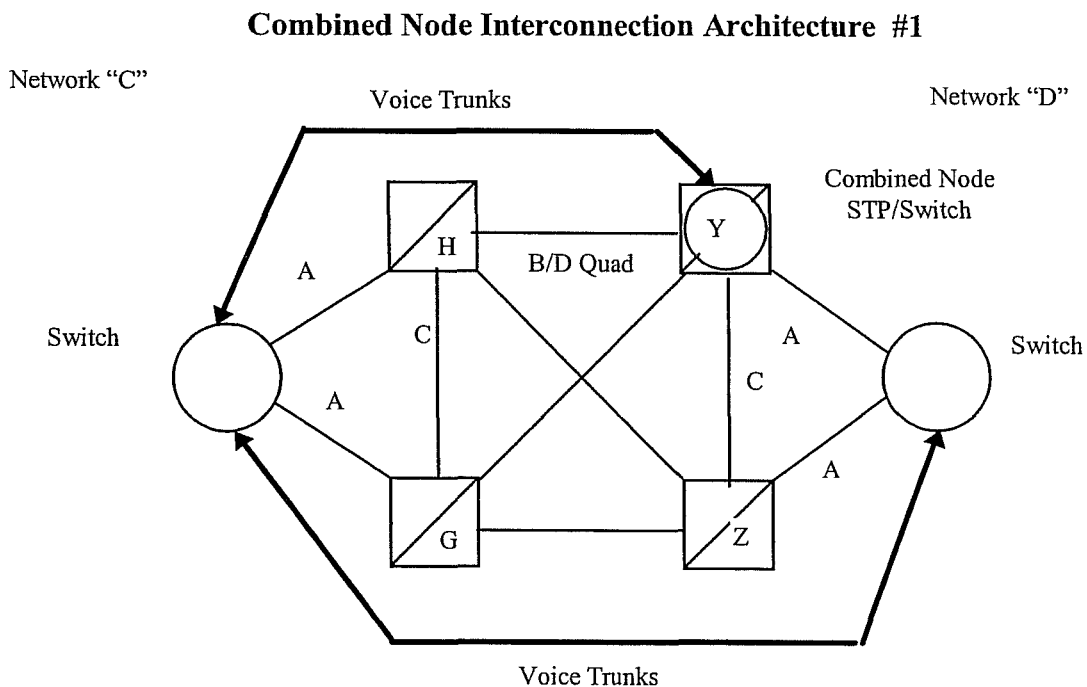 Combined Node Interconnection Architecture #1
Network “C”
Network “D”
Voice Trunks
Combined Node
STP/Switch
H
Y
B/D Quad
A
C
Switch
A
Switch
C
A
A
G
Z
Voice Trunks